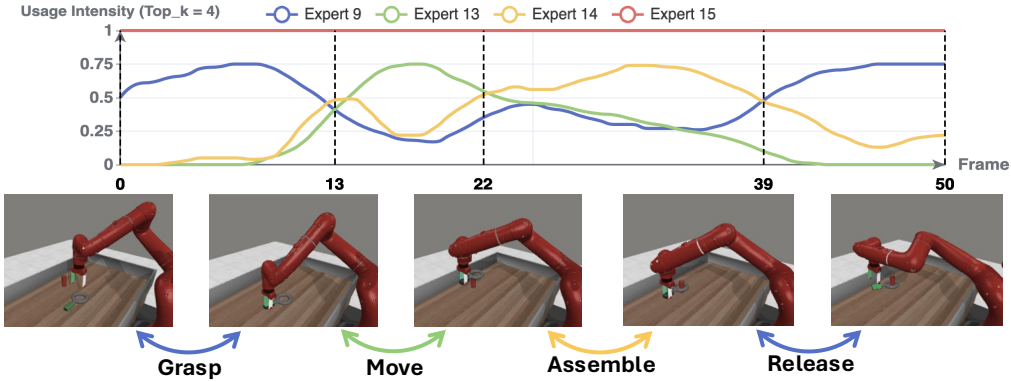 Usage Intensity (Top_k = 4)
Expert 9
Expert 13
Expert 14
Expert 15
1
0.75
0.5
0.25
0
Frame
0
13
22
39
50
Grasp
Move
Assemble
Release